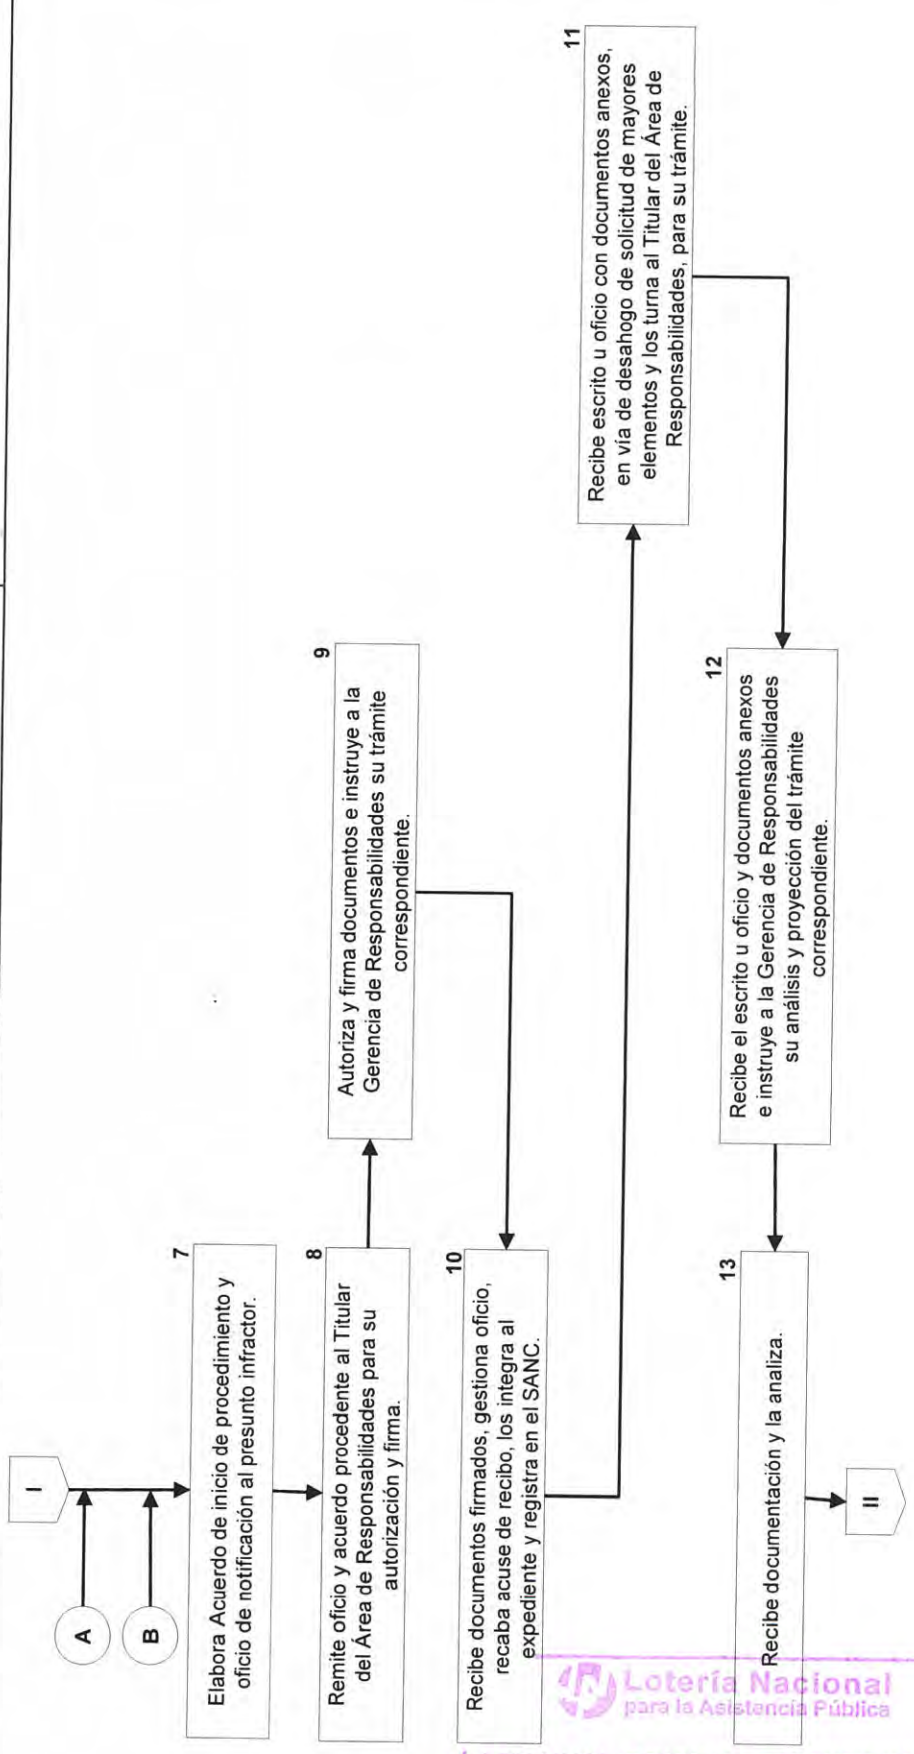 I
A
B
7
Elabora Acuerdo de inicio de procedimiento y
oficio de notificación al presunto infractor.
8
Remite oficio y acuerdo procedente al Titular
del Área de Responsabilidades para su
autorización y firma.
9
Autoriza y firma documentos e instruye a la
Gerencia de Responsabilidades su trámite
correspondiente.
10
Recibe documentos firmados, gestiona oficio,
recaba acuse de recibo, los integra al
expediente y registra en el SANC.
11
Recibe escrito u oficio con documentos anexos,
en vía de desahogo de solicitud de mayores
elementos y los turna al Titular del Área de
Responsabilidades, para su trámite.
12
Recibe el escrito u oficio y documentos anexos
e instruye a la Gerencia de Responsabilidades
su análisis y proyección del trámite
correspondiente.
13
Recibe documentación y la analiza.
II
Lotería Nacional
para la Asistencia Pública